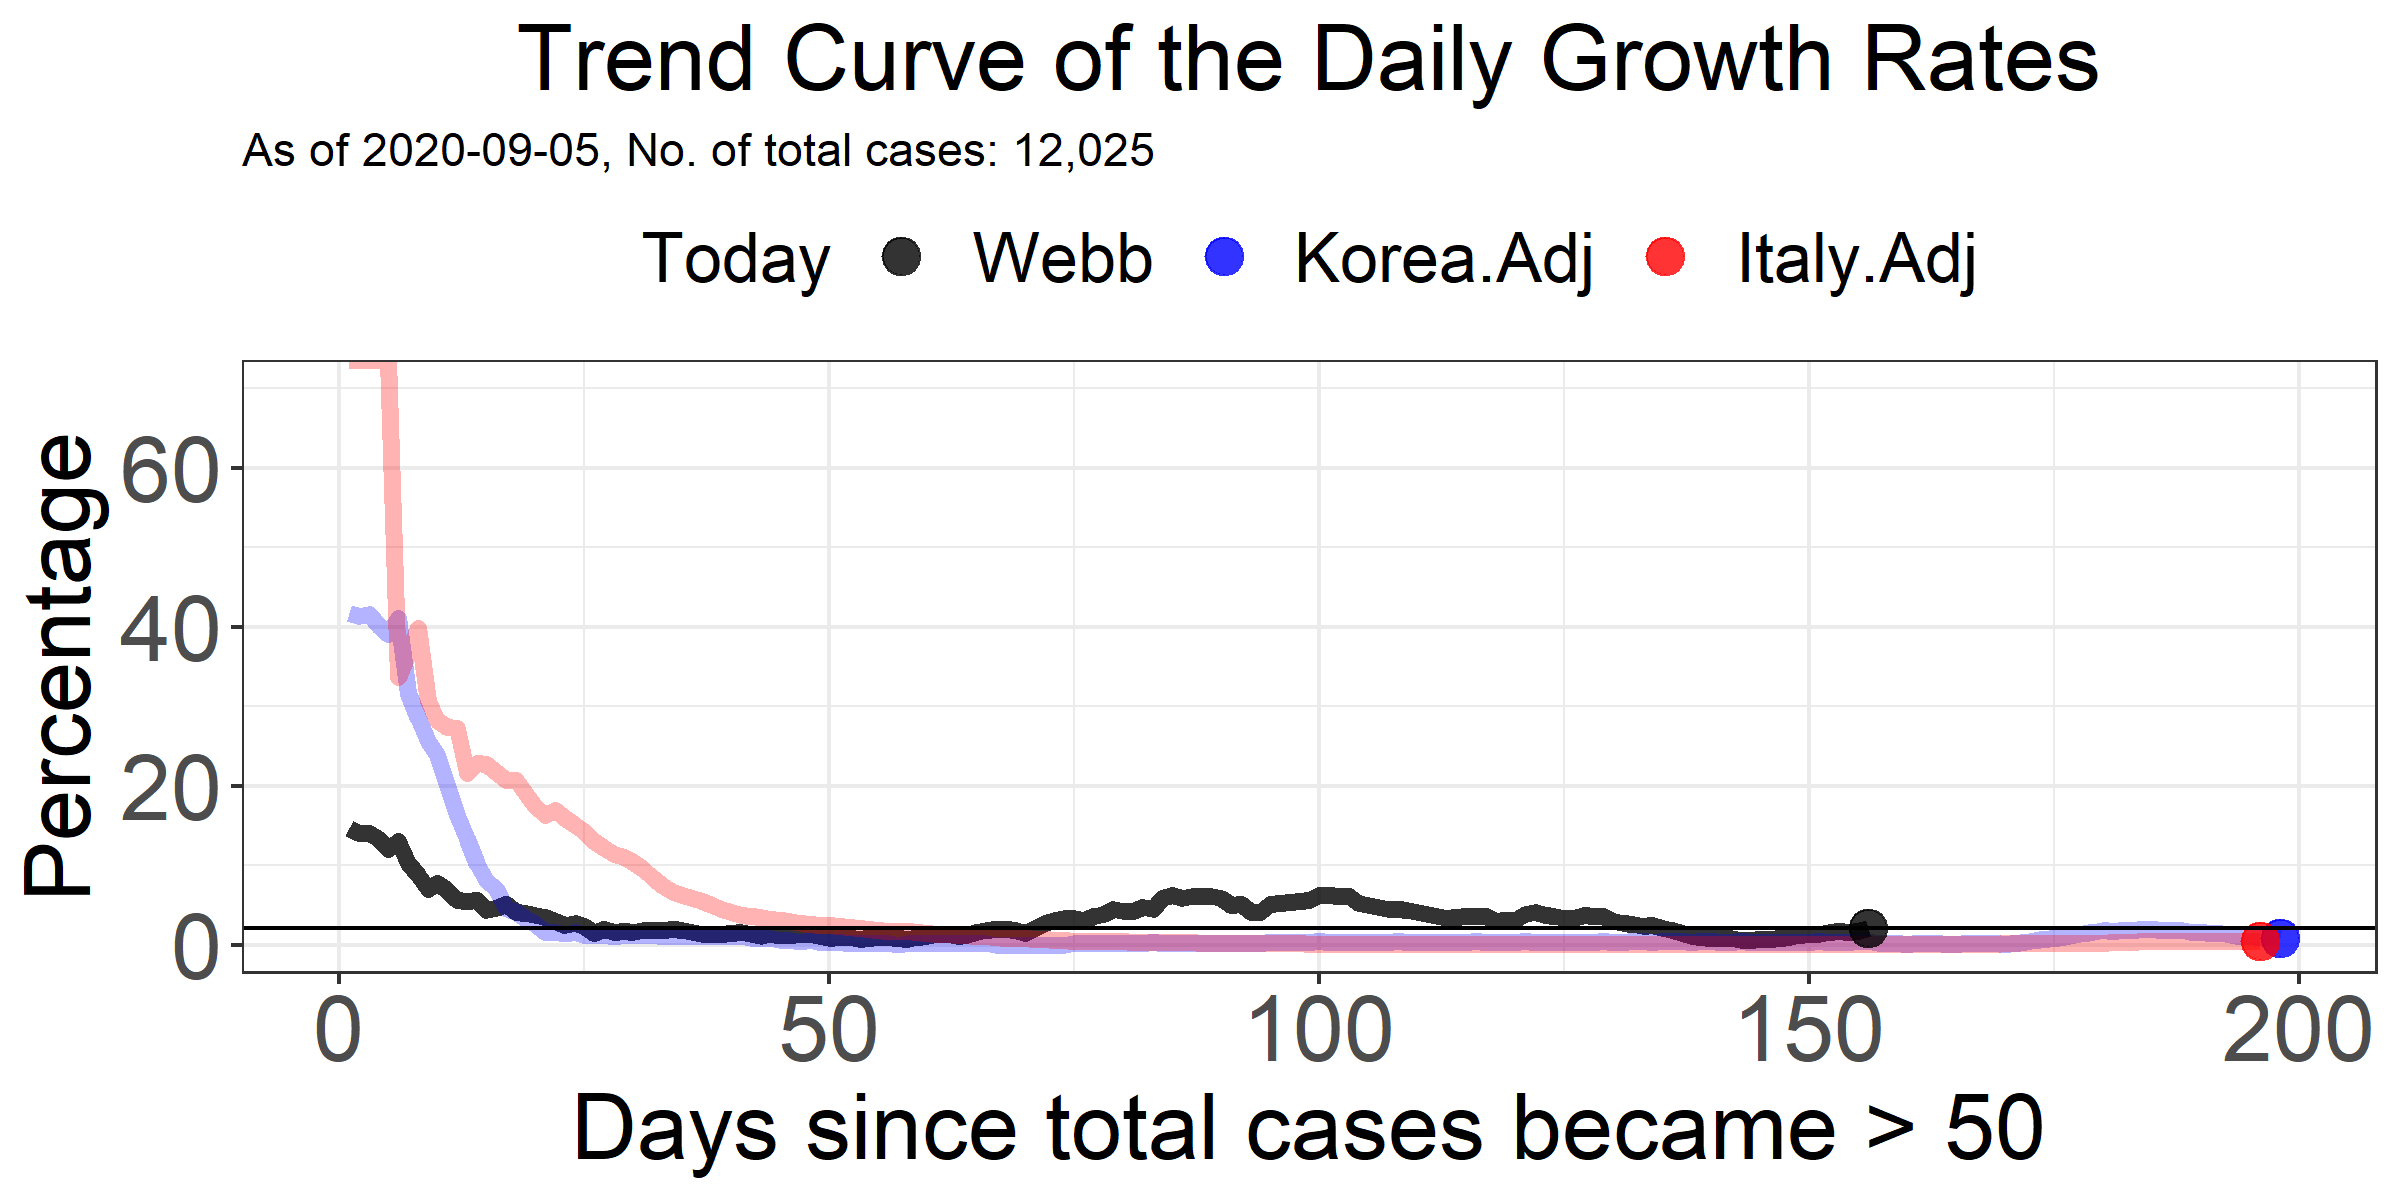 Trend Curve of the Daily Growth Rates
As of 2020-09-05, No. of total cases: 12,025
Today Webb Korea.Adj Italy.Adj
Percentage
60
40
20
0
0 50 100 150 200
Days since total cases became > 50